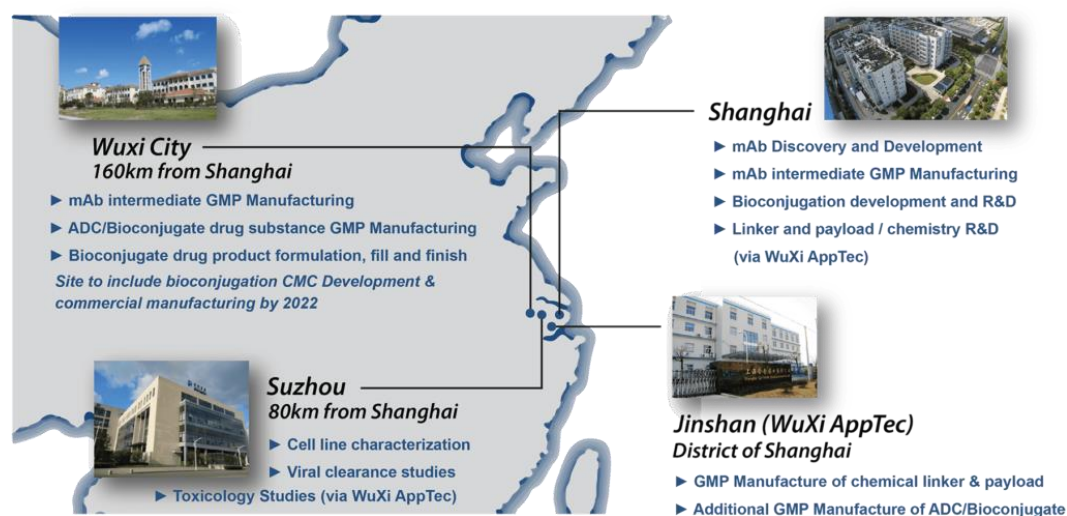 Wuxi City
160km from Shanghai
► mAb intermediate GMP Manufacturing
► ADC/Bioconjugate drug substance GMP Manufacturing
► Bioconjugate drug product formulation, fill and finish
Site to include bioconjugation CMC Development &
commercial manufacturing by 2022
Shanghai
► mAb Discovery and Development
► mAb intermediate GMP Manufacturing
► Bioconjugation development and R&D
► Linker and payload / chemistry R&D
(via WuXi AppTec)
Suzhou
80km from Shanghai
► Cell line characterization
► Viral clearance studies
► Toxicology Studies (via WuXi AppTec)
Jinshan (WuXi AppTec)
District of Shanghai
► GMP Manufacture of chemical linker & payload
► Additional GMP Manufacture of ADC/Bioconjugate